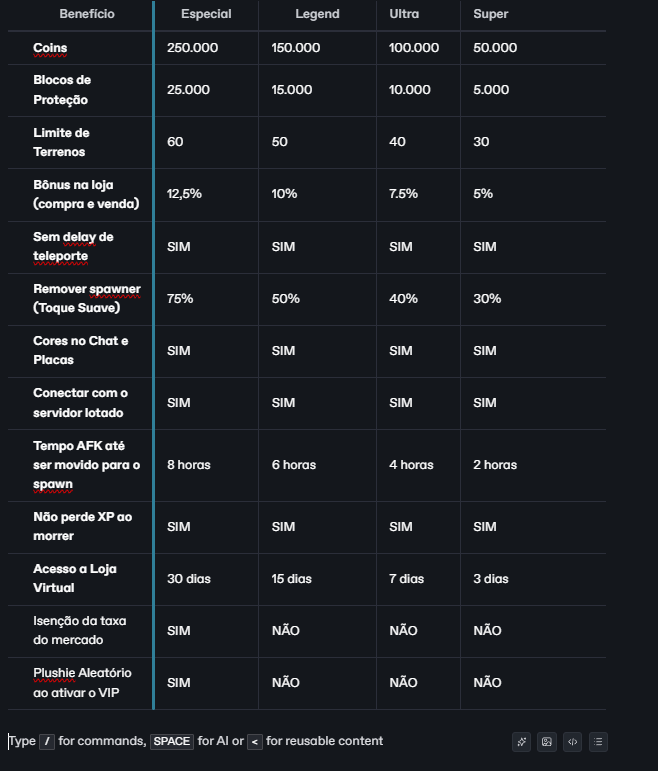 Benefício Especial Legend Ultra Super
Coins 250.000 150.000 100.000 50.000
Blocos de
Proteção 25.000 15.000 10.000 5.000
Limite de
Terrenos 60 50 40 30
Bônus na loja
(compra e venda) 12,5% 10% 7.5% 5%
Sem delay de
teleporte SIM SIM SIM SIM
Remover spawner
(Toque Suave) 75% 50% 40% 30%
Cores no Chat e
Placas SIM SIM SIM SIM
Conectar com o
servidor lotado SIM SIM SIM SIM
Tempo AFK até
ser movido para o 8 horas 6 horas 4 horas 2 horas
spawn
Não perde XP ao
morrer SIM SIM SIM SIM
Acesso a Loja
Virtual 30 dias 15 dias 7 dias 3 dias
Isenção da taxa
do mercado SIM NÃO NÃO NÃO
Plushie Aleatório
ao ativar o VIP SIM NÃO NÃO NÃO
Type / for commands, SPACE for AI or < for reusable content